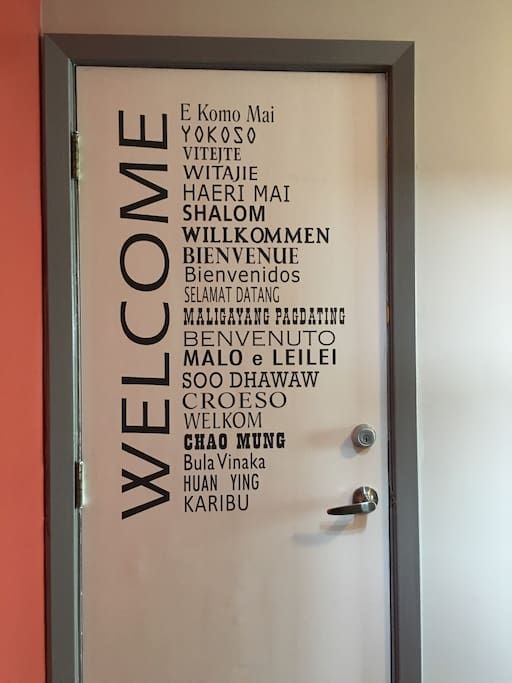 WELCOME
E Komo Mai
YOKOSO
VITEJTE
WITAJIE
HAERI MAI
SHALOM
WILLKOMMEN
BIENVENUE
Bienvenidos
SELAMAT DATANG
MALIGAYANG PAGDATING
BENVENUTO
MALO e LEILEI
SOO DHAWAW
CROESO
WELKOM
CHAO MUNG
Bula Vinaka
HUAN YING
KARIBU